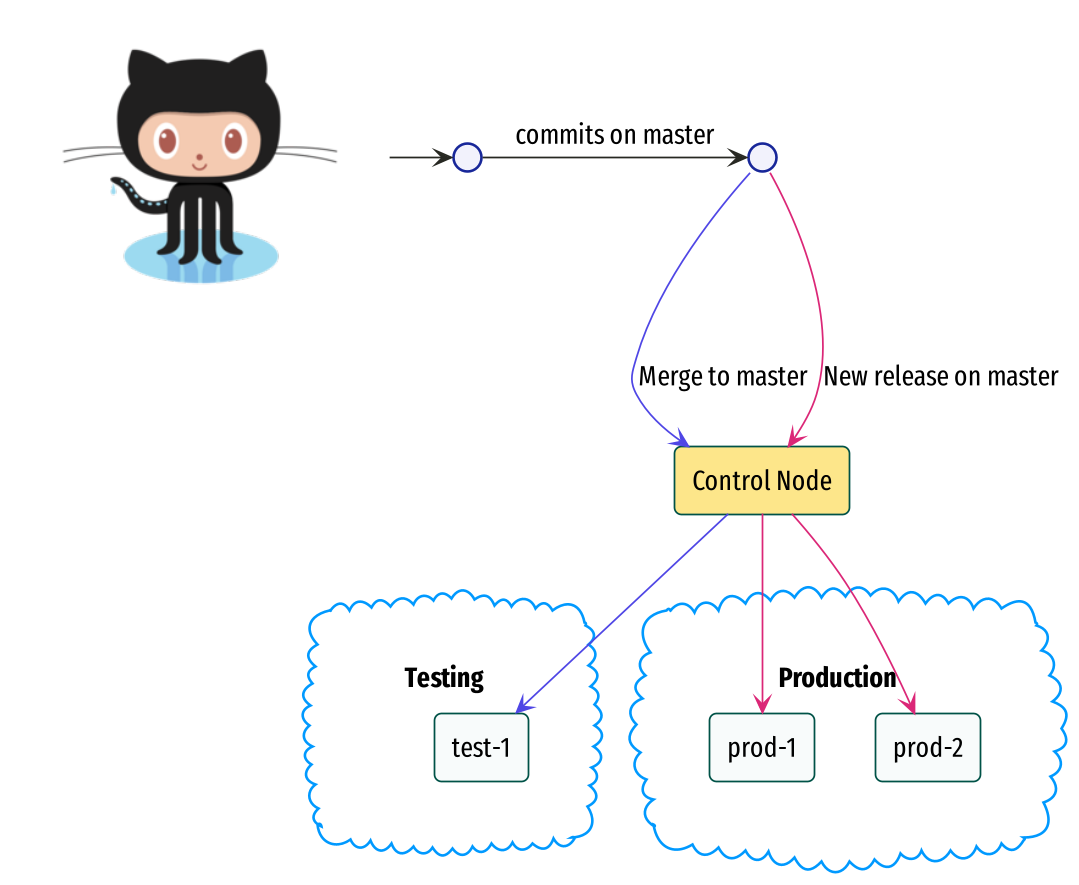 commits on master
Merge to master
New release on master
Control Node
Testing
Production
test-1
prod-1
prod-2